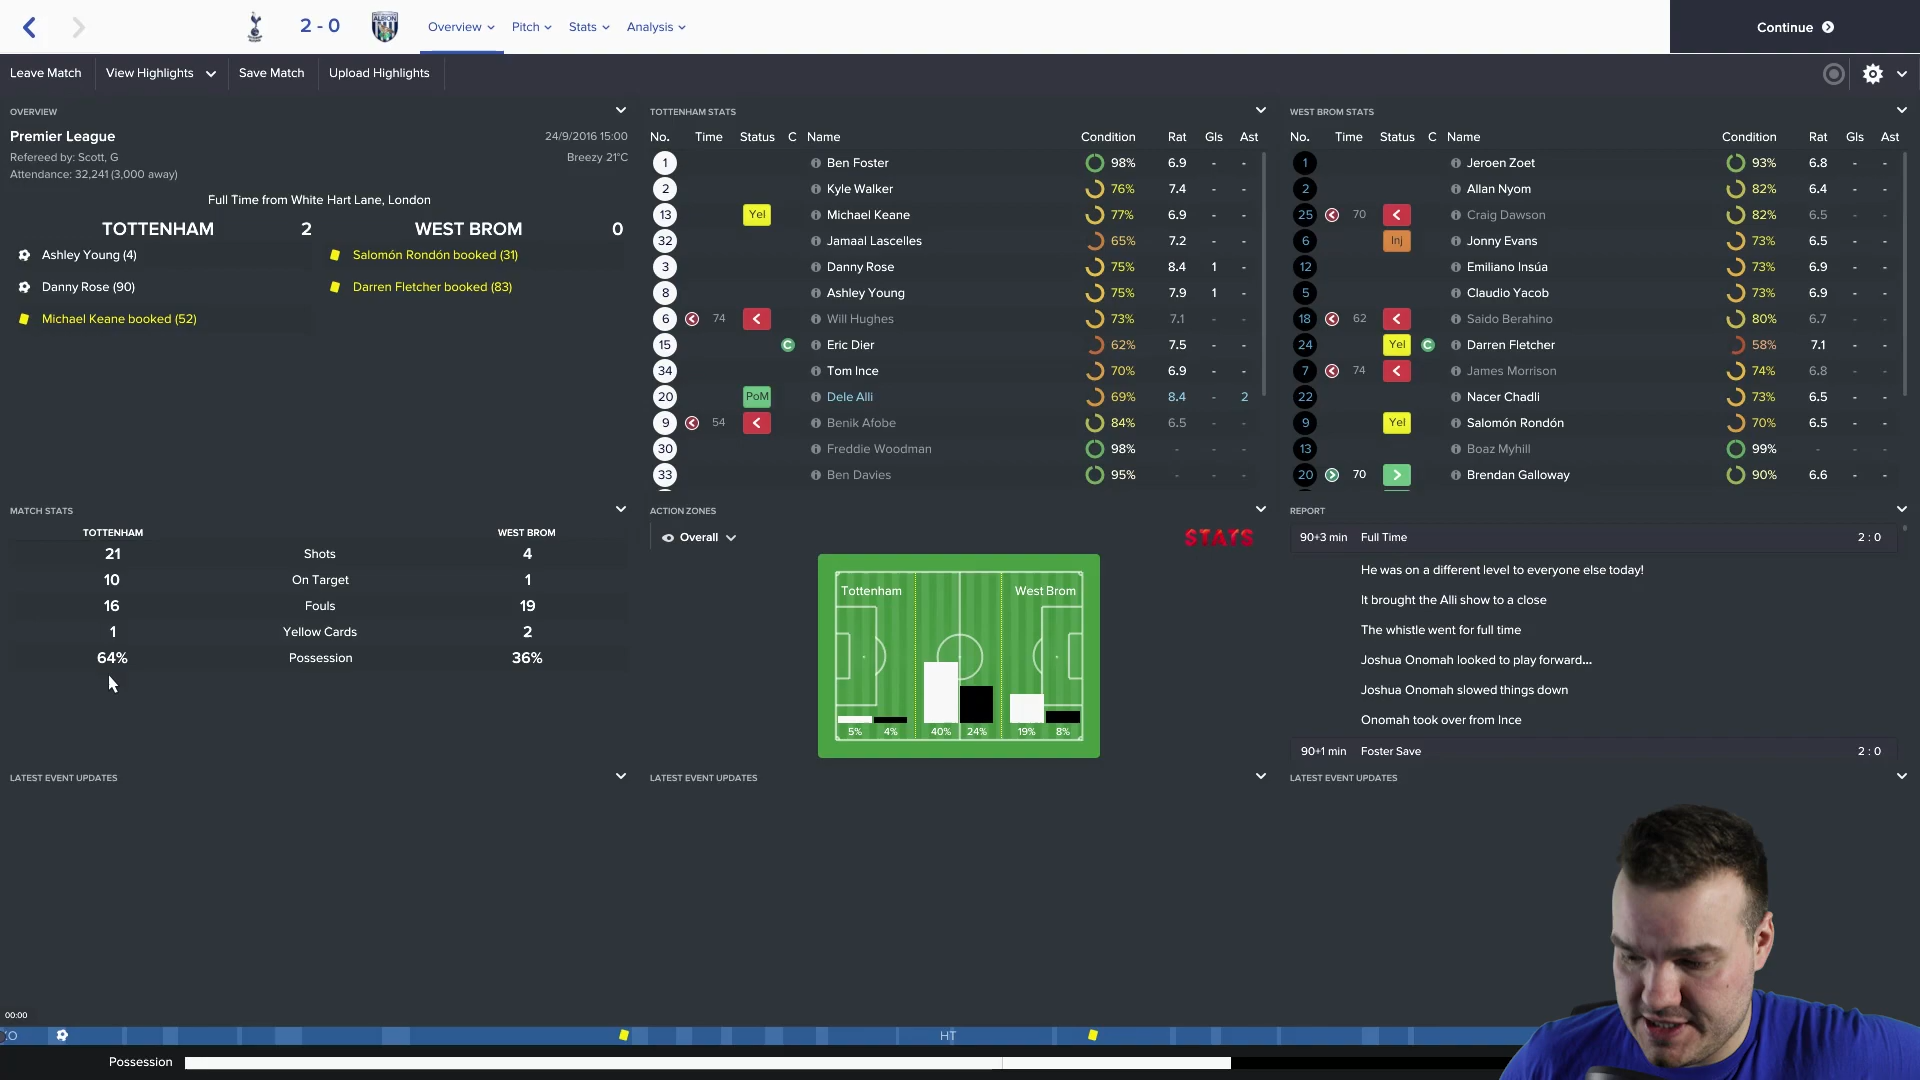 2 - 0
Overview
Pitch
Stats
Analysis
Continue
Leave Match
View Highlights
Save Match
Upload Highlights
OVERVIEW
Premier League
24/9/2016 15:00
Refereed by: Scott, G
Breezy 21°C
Attendance: 32,241 (3,000 away)
Full Time from White Hart Lane, London
TOTTENHAM 2 WEST BROM 0
Ashley Young (4)
Salomón Rondón booked (31)
Danny Rose (90)
Darren Fletcher booked (83)
Michael Keane booked (52)
TOTTENHAM STATS
No. Time Status C Name Condition Rat Gls Ast
1 Ben Foster 98% 6.9 - -
2 Kyle Walker 76% 7.4 - -
13 Yel Michael Keane 77% 6.9 - -
32 Jamaal Lascelles 65% 7.2 - -
3 Danny Rose 75% 8.4 1 -
8 Ashley Young 75% 7.9 1 -
6 74 Will Hughes 73% 7.1 - -
15 C Eric Dier 62% 7.5 - -
34 Tom Ince 70% 6.9 - -
20 PoM Dele Alli 69% 8.4 - 2
9 54 Benik Afobe 84% 6.5 - -
30 Freddie Woodman 98% - - -
33 Ben Davies 95% - - -
WEST BROM STATS
No. Time Status C Name Condition Rat Gls Ast
1 Jeroen Zoet 93% 6.8 - -
2 Allan Nyom 82% 6.4 - -
25 70 Craig Dawson 82% 6.5 - -
6 Inj Jonny Evans 73% 6.5 - -
12 Emiliano Insúa 73% 6.9 - -
5 Claudio Yacob 73% 6.9 - -
18 62 Saido Berahino 80% 6.7 - -
24 Yel C Darren Fletcher 58% 7.1 - -
7 74 James Morrison 74% 6.8 - -
22 Nacer Chadli 73% 6.5 - -
9 Yel Salomón Rondón 70% 6.5 - -
13 Boaz Myhill 99% - - -
20 70 Brendan Galloway 90% 6.6 - -
MATCH STATS
TOTTENHAM WEST BROM
21 Shots 4
10 On Target 1
16 Fouls 19
1 Yellow Cards 2
64% Possession 36%
ACTION ZONES
Overall
STATS
Tottenham West Brom
5% 4% 40% 24% 19% 8%
REPORT
90+3 min Full Time 2 : 0
He was on a different level to everyone else today!
It brought the Alli show to a close
The whistle went for full time
Joshua Onomah looked to play forward...
Joshua Onomah slowed things down
Onomah took over from Ince
90+1 min Foster Save 2 : 0
LATEST EVENT UPDATES
LATEST EVENT UPDATES
LATEST EVENT UPDATES
00:00
HT
Possession